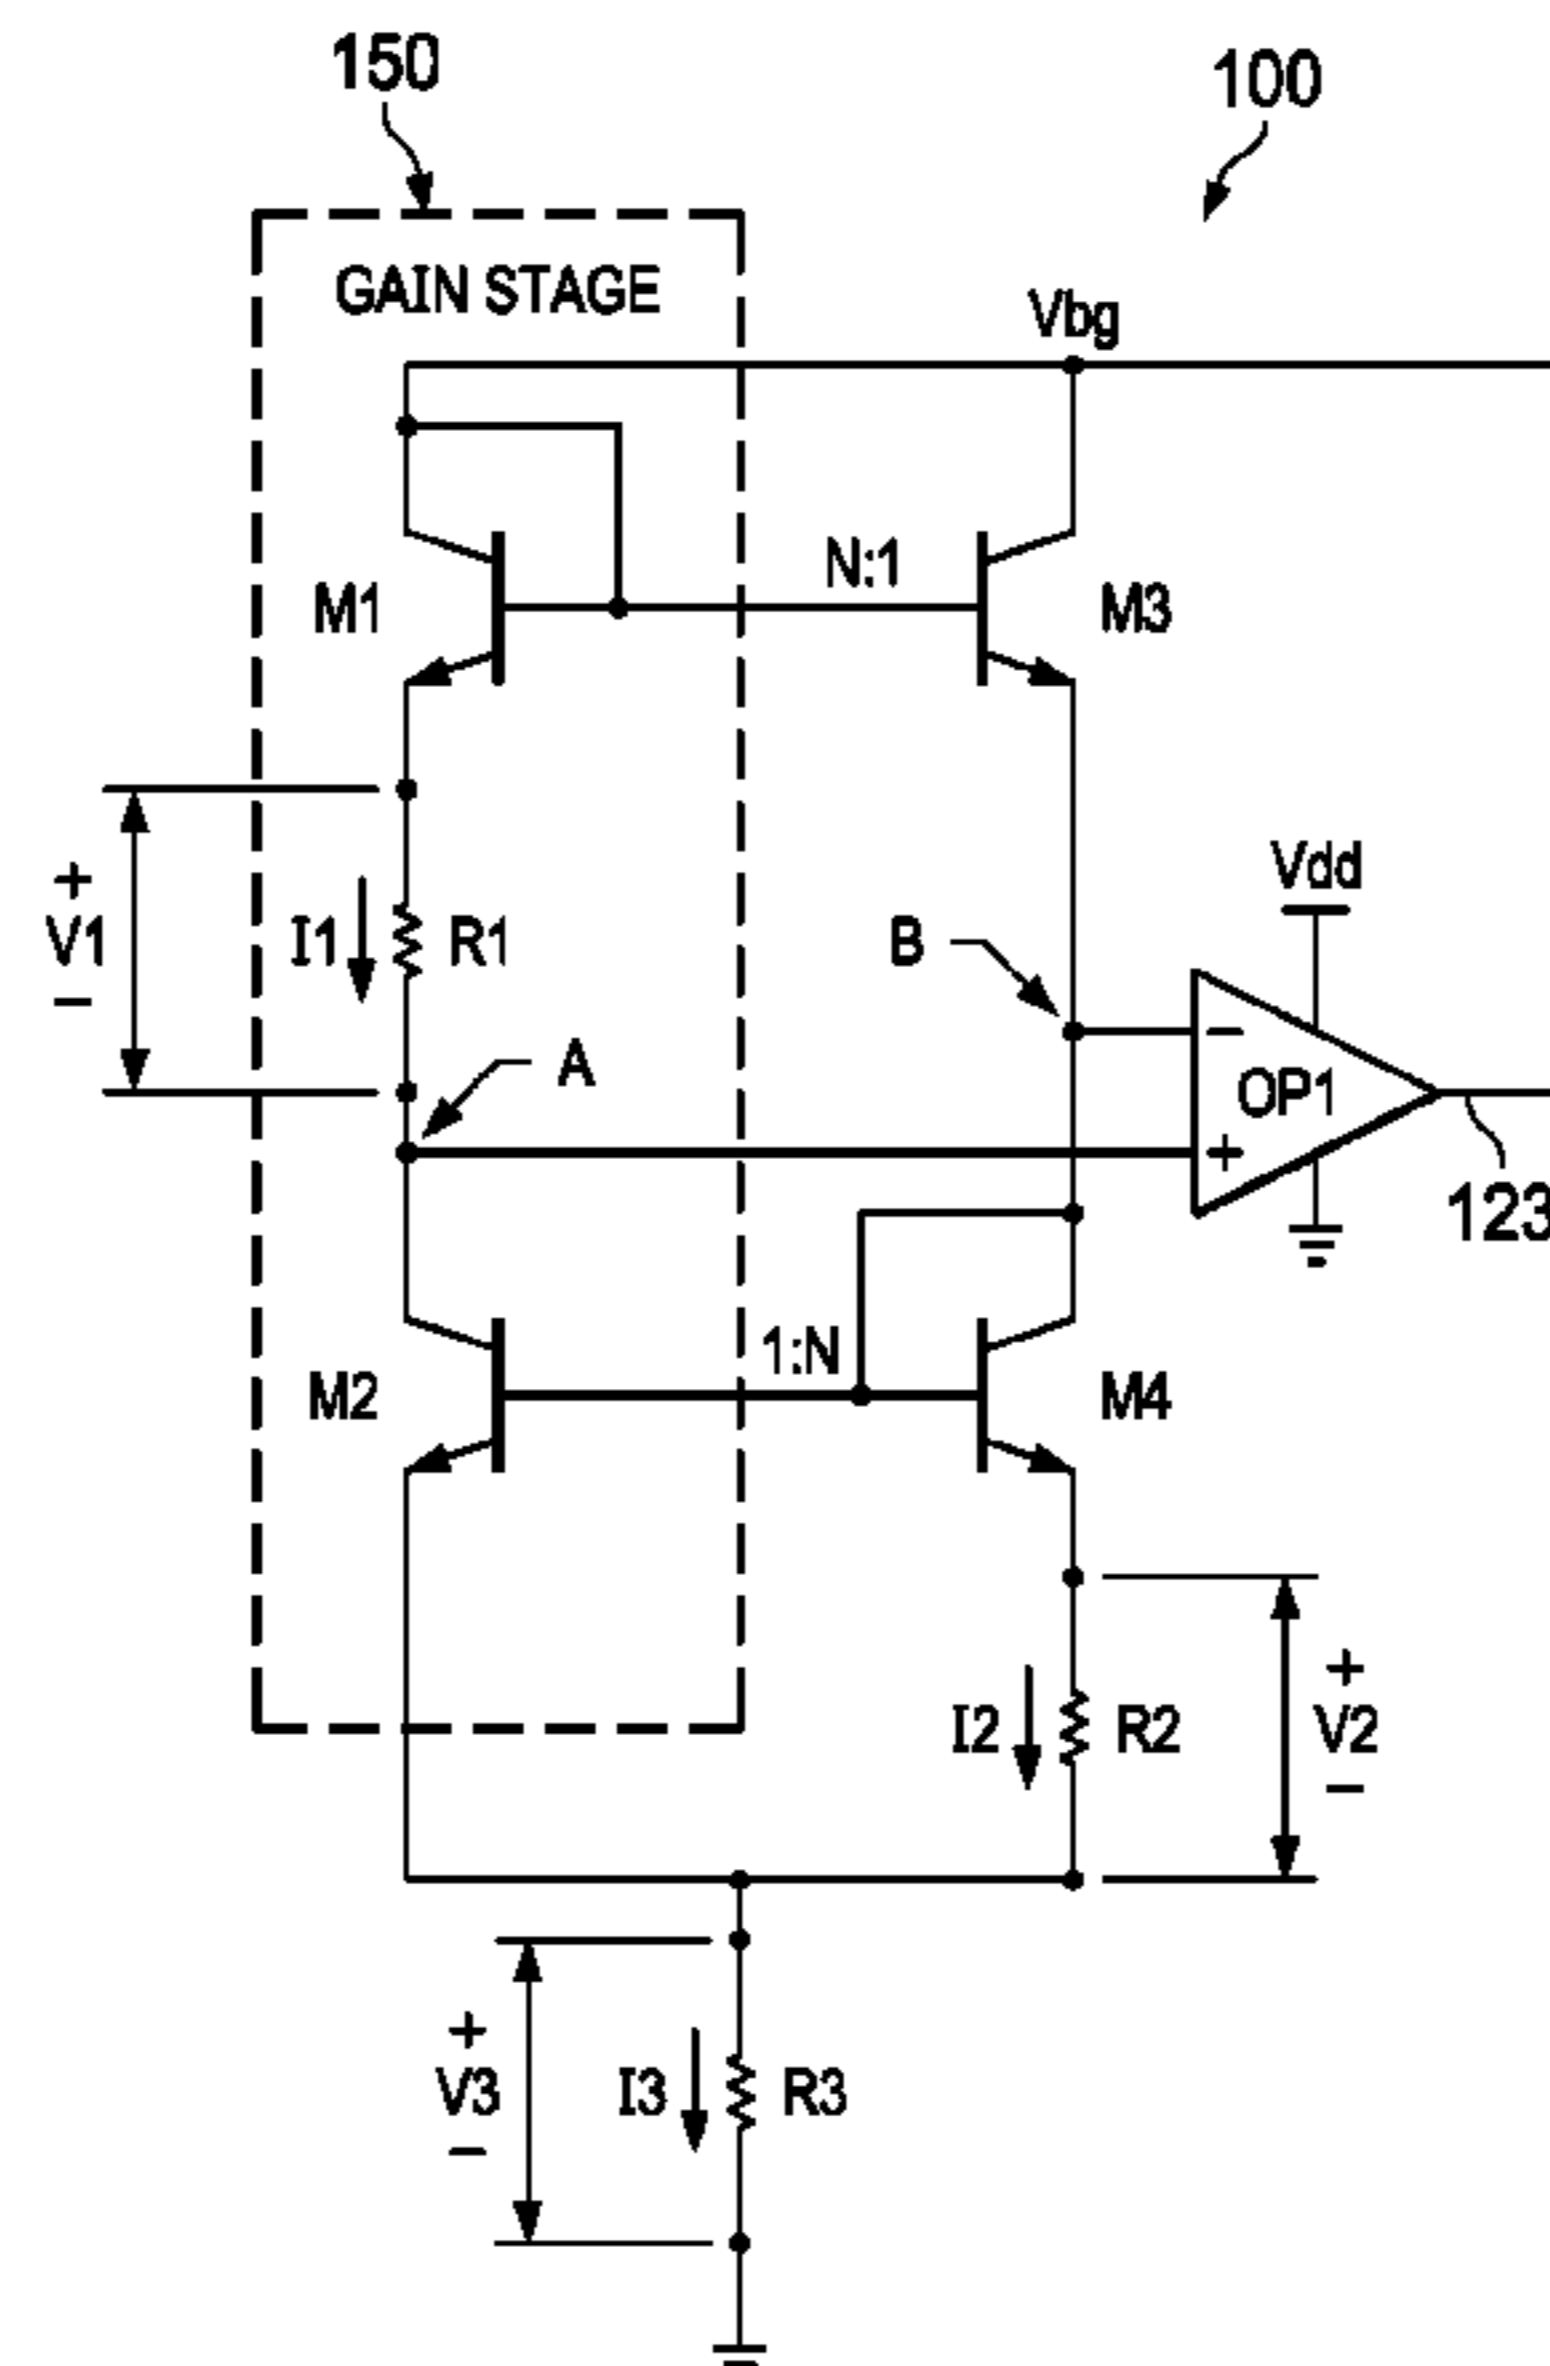 150
100
GAIN STAGE
Vbg
M1
N:1
M3
+
V1
−
I1
R1
B
Vdd
−
OP1
+
A
123
M2
1:N
M4
I2
R2
+
V2
−
+
V3
−
I3
R3